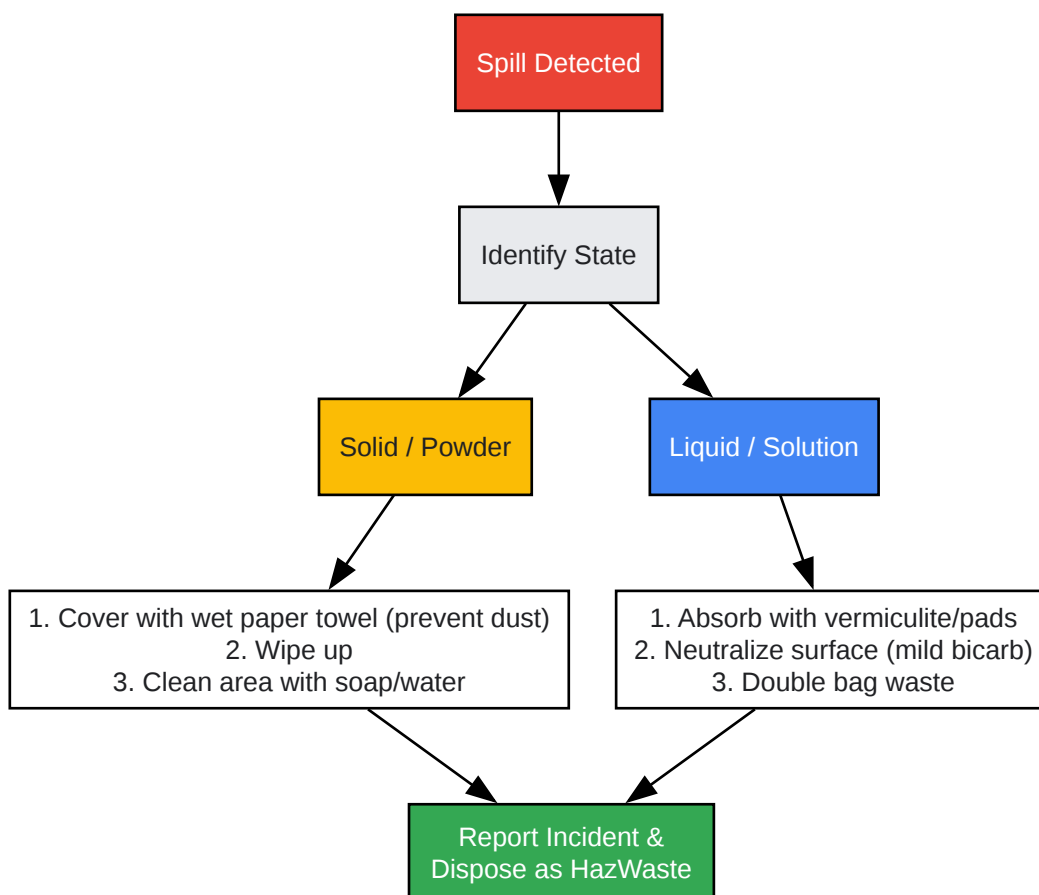 Spill Detected
Identify State
Solid / Powder
Liquid / Solution
1. Cover with wet paper towel (prevent dust)
2. Wipe up
3. Clean area with soap/water
1. Absorb with vermiculite/pads
2. Neutralize surface (mild bicarb)
3. Double bag waste
Report Incident &
Dispose as HazWaste